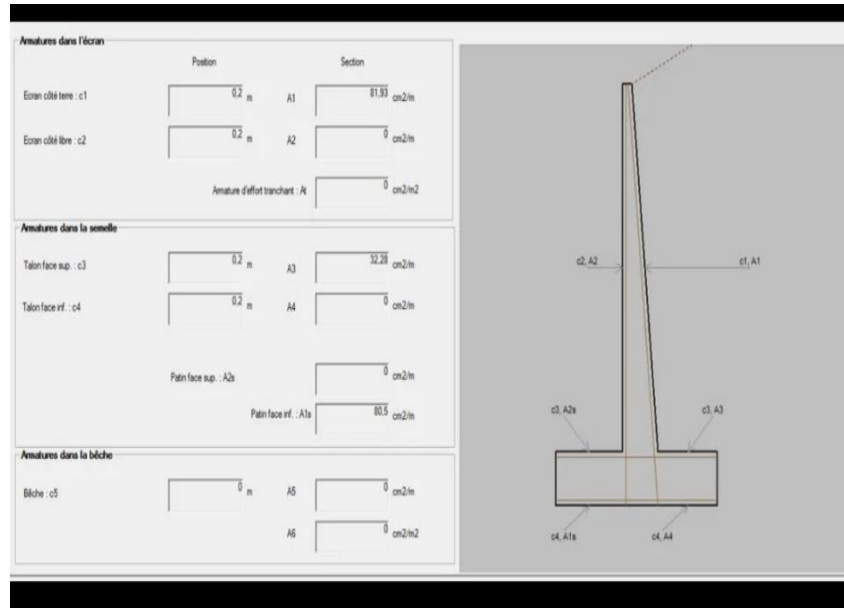 Armatures dans l'écran
Position Section
Ecran côté terre : c1 0,2 m A1 81,93 cm2/m
Ecran côté libre : c2 0,2 m A2 0 cm2/m
Armature d'effort tranchant : At 0 cm2/m2
Armatures dans la semelle
Talon face sup. : c3 0,2 m A3 32,28 cm2/m
Talon face inf. : c4 0,2 m A4 0 cm2/m
Patin face sup. : A2s 0 cm2/m
Patin face inf. : A1s 80,5 cm2/m
Armatures dans la bêche
Bêche : c5 0 m A5 0 cm2/m
A6 0 cm2/m2
c2, A2 c1, A1
c3, A2s c3, A3
c4, A1s c4, A4